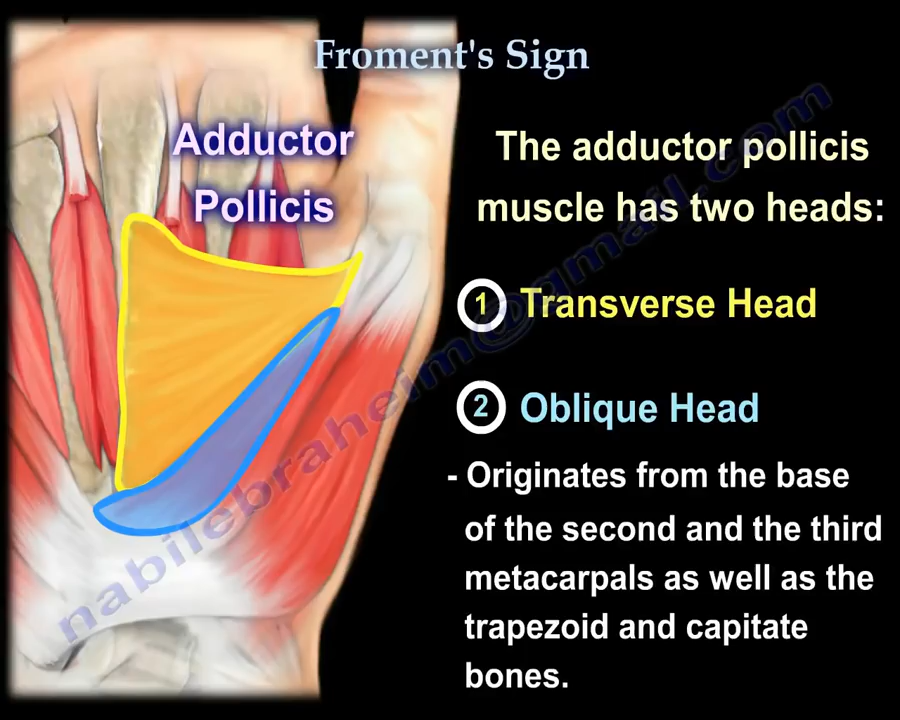 Froment's Sign
Adductor
Pollicis
The adductor pollicis
muscle has two heads:
1 Transverse Head
2 Oblique Head
- Originates from the base
of the second and the third
metacarpals as well as the
trapezoid and capitate
bones.
nabilebraheim@gmail.com